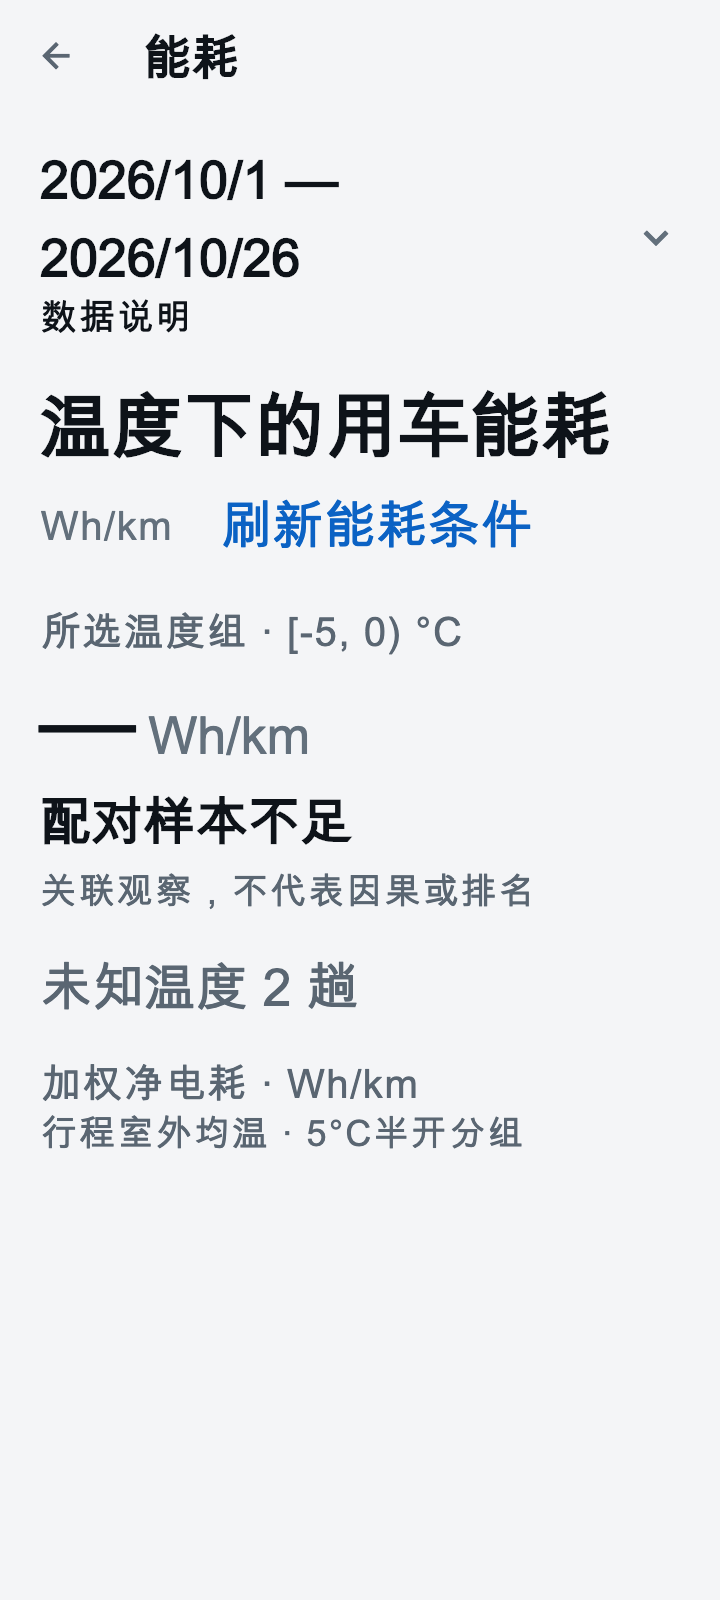 能耗
2026/10/1 —
2026/10/26
数据说明
温度下的用车能耗
Wh/km 刷新能耗条件
所选温度组 · [-5, 0) °C
— Wh/km
配对样本不足
关联观察，不代表因果或排名
未知温度 2 趟
加权净电耗 · Wh/km
行程室外均温 · 5°C半开分组